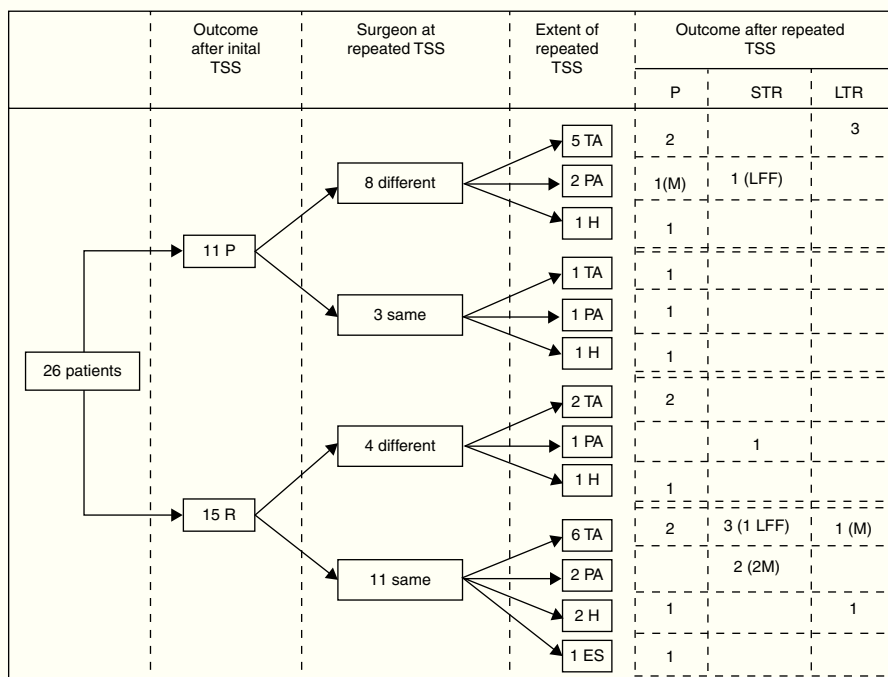 Outcome
after inital
TSS
Surgeon at
repeated TSS
Extent of
repeated
TSS
Outcome after repeated
TSS
P STR LTR
26 patients
11 P
8 different
5 TA 2 3
2 PA 1(M) 1 (LFF)
1 H 1
3 same
1 TA 1
1 PA 1
1 H 1
15 R
4 different
2 TA 2
1 PA 1
1 H 1
11 same
6 TA 2 3 (1 LFF) 1 (M)
2 PA 2 (2M)
2 H 1 1
1 ES 1